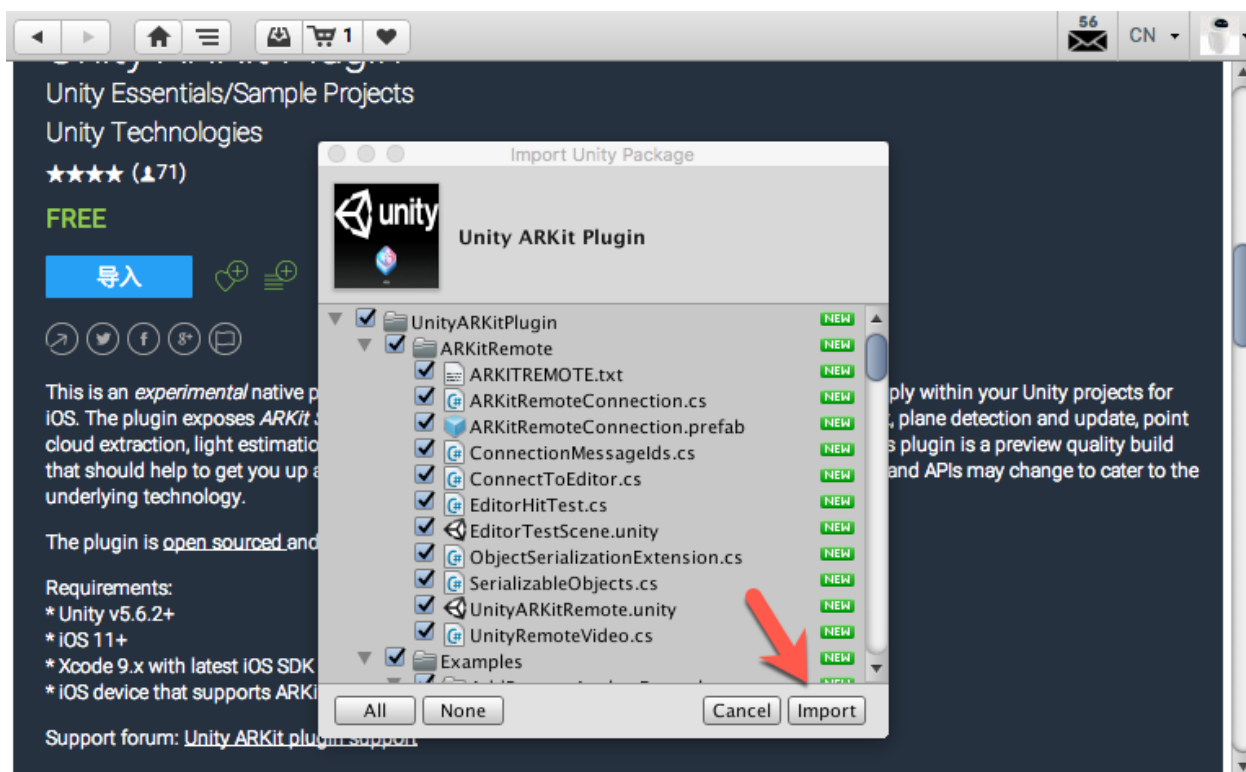 1
56
CN
Unity ARKit Plugin
Unity Essentials/Sample Projects
Unity Technologies
★★★★ (71)
FREE
导入
This is an experimental native p
ply within your Unity projects for
iOS. The plugin exposes ARKit
, plane detection and update, point
cloud extraction, light estimatio
s plugin is a preview quality build
that should help to get you up a
and APIs may change to cater to the
underlying technology.
The plugin is open sourced and
Requirements:
* Unity v5.6.2+
* iOS 11+
* Xcode 9.x with latest iOS SDK
* iOS device that supports ARKi
Support forum: Unity ARKit plugin support
Import Unity Package
unity
Unity ARKit Plugin
UnityARKitPlugin NEW
ARKitRemote NEW
ARKITREMOTE.txt NEW
ARKitRemoteConnection.cs NEW
ARKitRemoteConnection.prefab NEW
ConnectionMessageIds.cs NEW
ConnectToEditor.cs NEW
EditorHitTest.cs NEW
EditorTestScene.unity NEW
ObjectSerializationExtension.cs NEW
SerializableObjects.cs NEW
UnityARKitRemote.unity NEW
UnityRemoteVideo.cs NEW
Examples NEW
All None Cancel Import